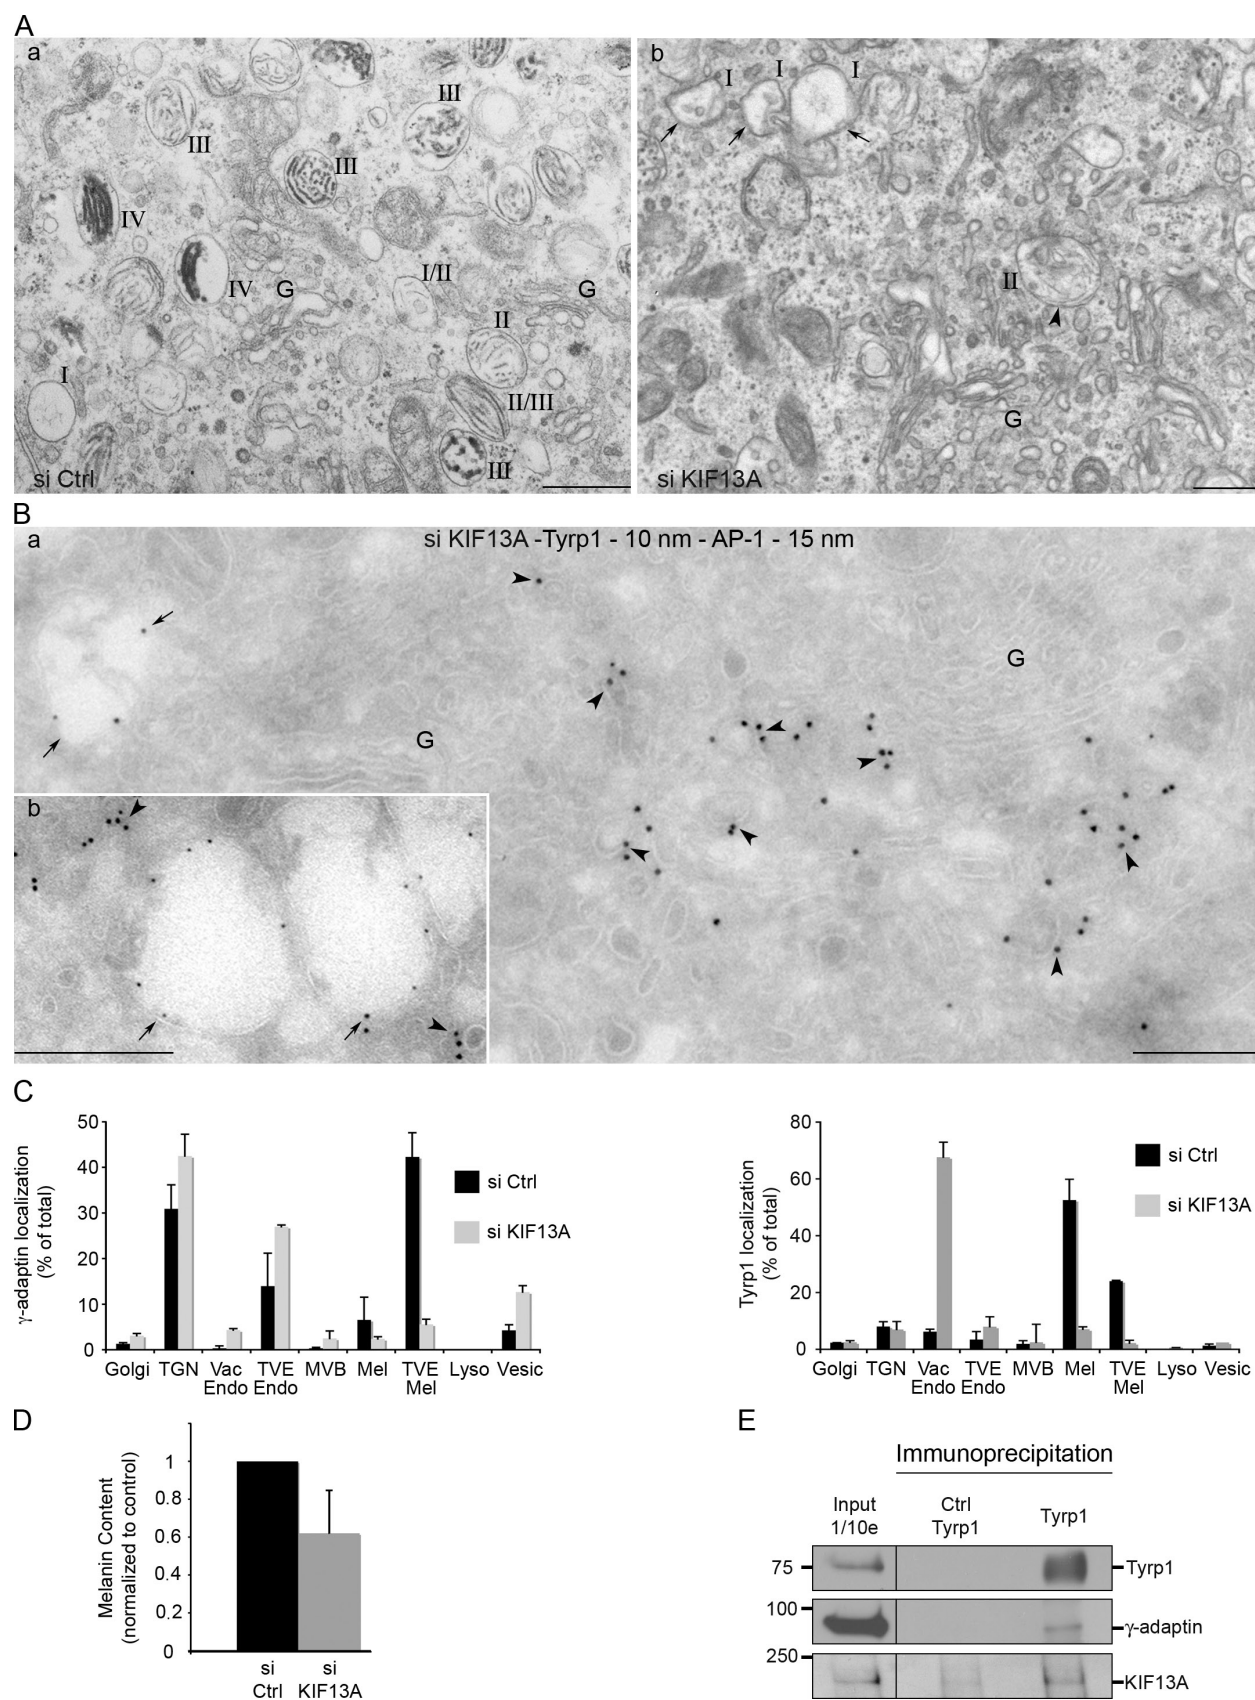 A
a
b
I
I
I
III
III
III
IV
IV
I/II
G
G
II
II
I
II/III
III
G
si Ctrl
si KIF13A
B
a
si KIF13A -Tyrp1 - 10 nm - AP-1 - 15 nm
G
G
b
C
γ-adaptin localization
(% of total)
50
40
30
20
10
0
si Ctrl
si KIF13A
Golgi TGN Vac Endo TVE Endo MVB Mel TVE Mel Lyso Vesic
Tyrp1 localization
(% of total)
80
60
40
20
0
si Ctrl
si KIF13A
Golgi TGN Vac Endo TVE Endo MVB Mel TVE Mel Lyso Vesic
D
Melanin Content
(normalized to control)
1
0.8
0.6
0.4
0.2
0
si Ctrl
si KIF13A
E
Immunoprecipitation
Input 1/10e
Ctrl Tyrp1
Tyrp1
75
Tyrp1
100
γ-adaptin
250
KIF13A